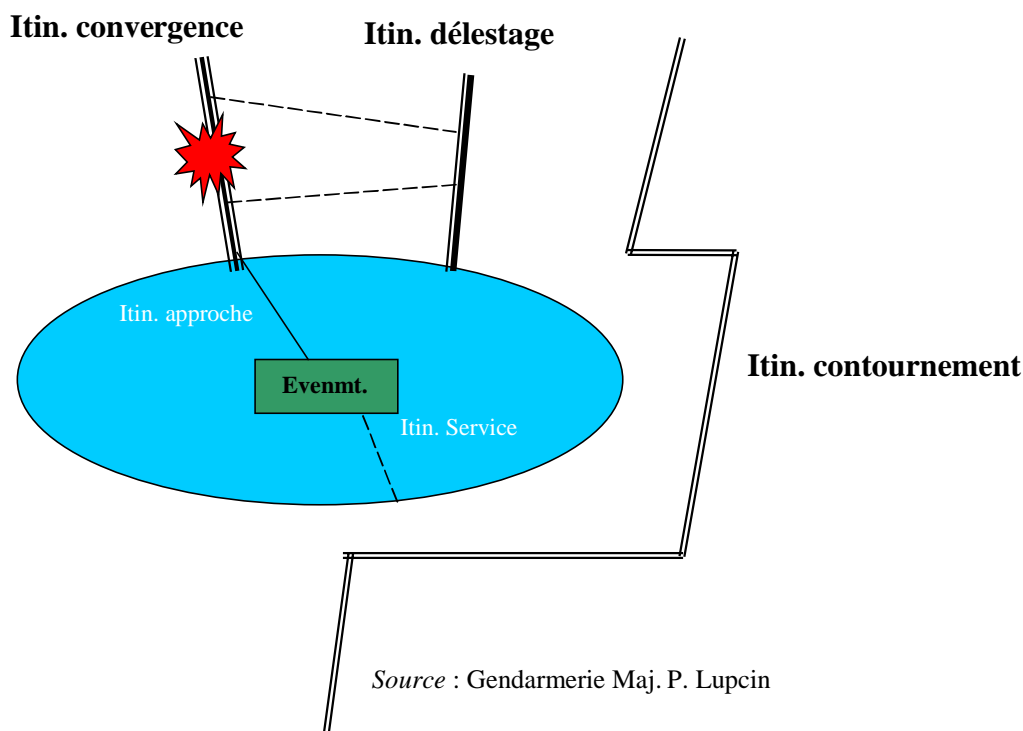 Itin. convergence
Itin. délestage
Itin. approche
Itin. contournement
Evenmt.
Itin. Service
Source : Gendarmerie Maj. P. Lupcin